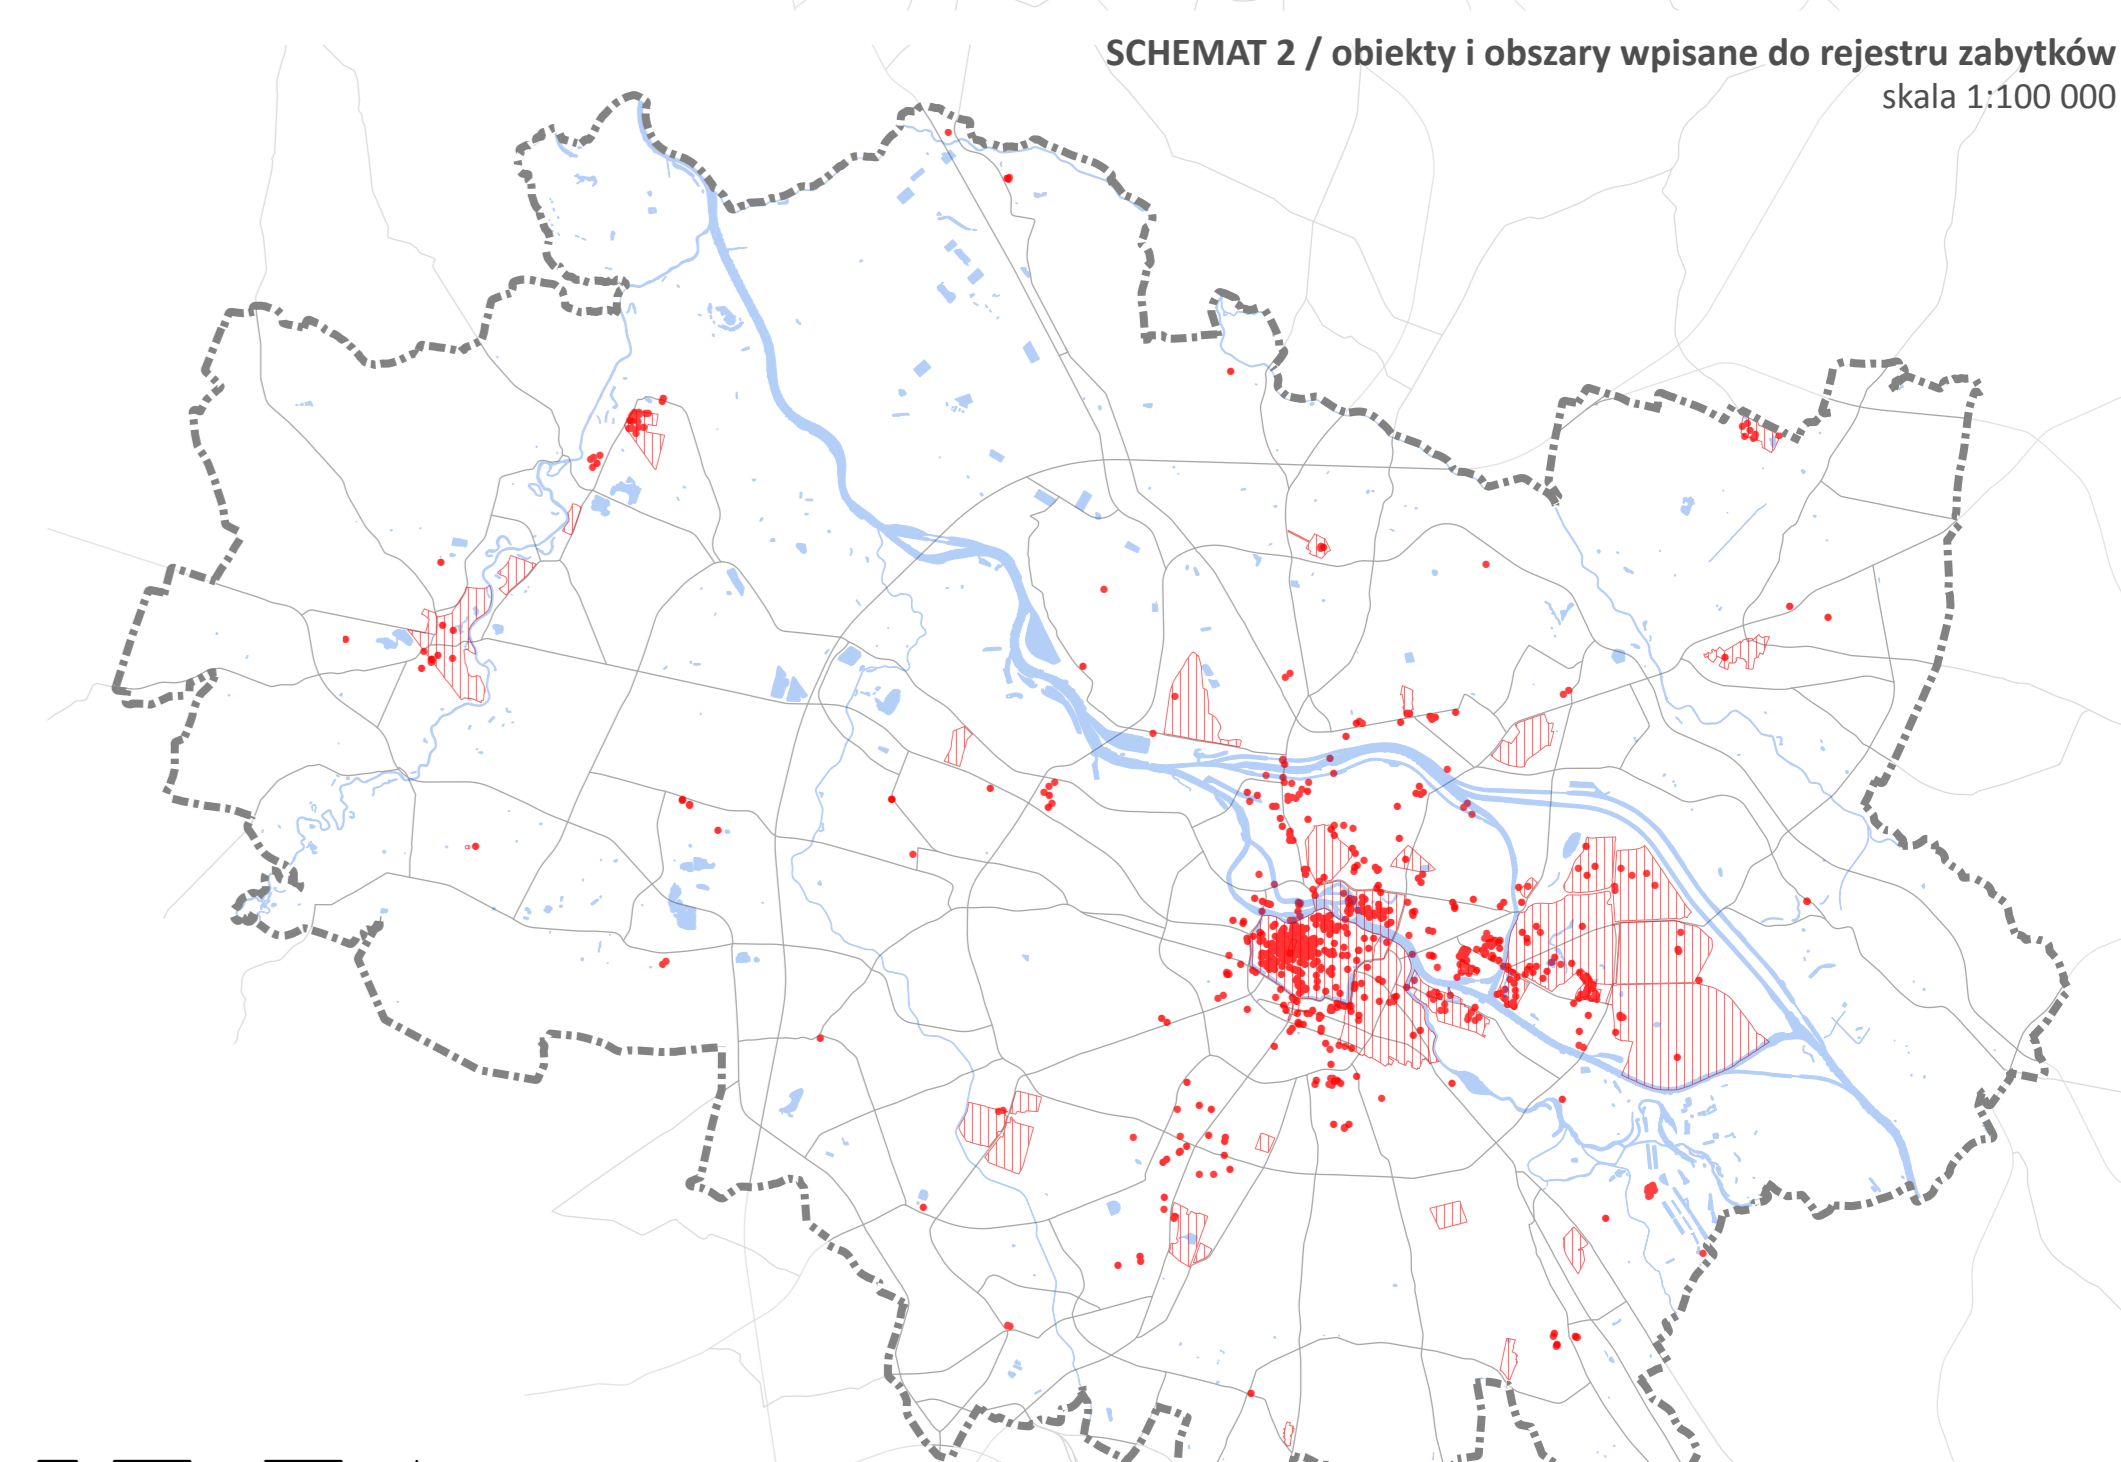 SCHEMAT 2 / obiekty i obszary wpisane do rejestru zabytków
skala 1:100 000